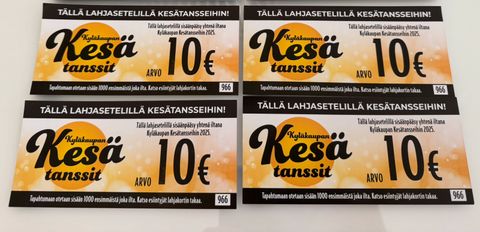 TÄLLÄ LAHJASETELILLÄ KESÄTANSSEIHIN!
Kyläkaupan
Kesä
tanssit
Tällä lahjasetelillä sisäänpääsy yhtenä iltana
Kyläkaupan Kesätansseihin 2025.
ARVO 10€
Tapahtumaan otetaan sisään 1000 ensimmäistä joka ilta. Katso esiintyjät lahjakortin takaa.
966
TÄLLÄ LAHJASETELILLÄ KESÄTANSSEIHIN!
Kyläkaupan
Kesä
tanssit
Tällä lahjasetelillä sisäänpääsy yhtenä iltana
Kyläkaupan Kesätansseihin 2025.
ARVO 10€
Tapahtumaan otetaan sisään 1000 ensimmäistä joka ilta. Katso esiintyjät lahjakortin takaa.
966
TÄLLÄ LAHJASETELILLÄ KESÄTANSSEIHIN!
Kyläkaupan
Kesä
tanssit
Tällä lahjasetelillä sisäänpääsy yhtenä iltana
Kyläkaupan Kesätansseihin 2025.
ARVO 10€
Tapahtumaan otetaan sisään 1000 ensimmäistä joka ilta. Katso esiintyjät lahjakortin takaa.
966
TÄLLÄ LAHJASETELILLÄ KESÄTANSSEIHIN!
Kyläkaupan
Kesä
tanssit
Tällä lahjasetelillä sisäänpääsy yhtenä iltana
Kyläkaupan Kesätansseihin 2025.
ARVO 10€
Tapahtumaan otetaan sisään 1000 ensimmäistä joka ilta. Katso esiintyjät lahjakortin takaa.
966